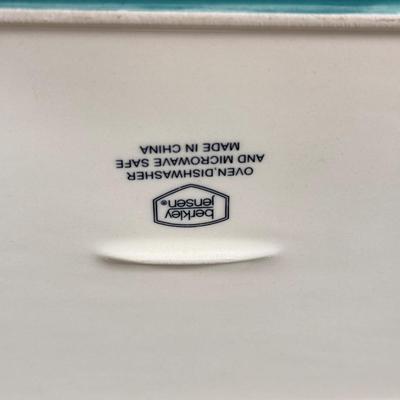 berkley
jensen®
OVEN,DISHWASHER
AND MICROWAVE SAFE
MADE IN CHINA